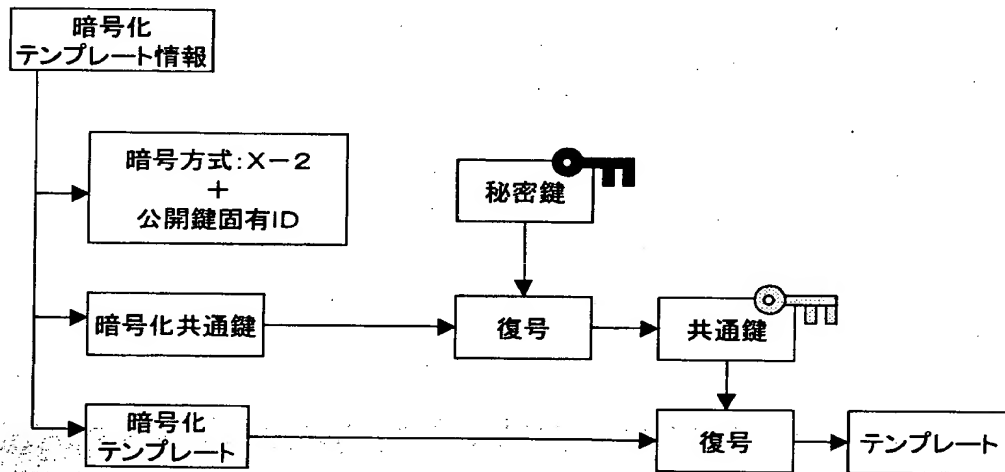 暗号化
テンプレート情報
暗号方式:X-2
+
公開鍵固有ID
秘密鍵
暗号化共通鍵
復号
共通鍵
暗号化
テンプレート
復号
テンプレート